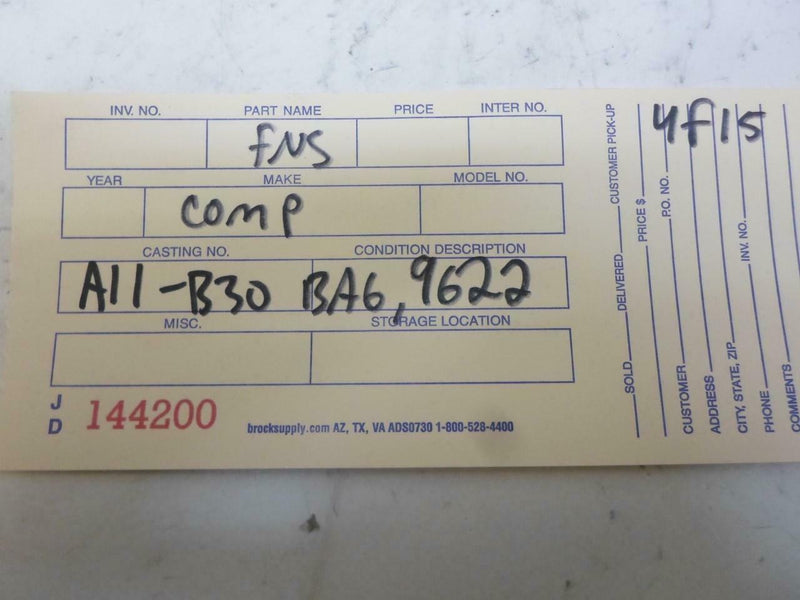 INV. NO. PART NAME PRICE INTER NO.
FNS
YEAR MAKE MODEL NO.
comp
CASTING NO. CONDITION DESCRIPTION
A11-B30 BA6, 9622
MISC. STORAGE LOCATION
J
D 144200 brocksupply.com AZ, TX, VA ADS0730 1-800-528-4400
SOLD DELIVERED CUSTOMER PICK-UP
PRICE $
4F15
P.O. NO.
CUSTOMER
ADDRESS
CITY, STATE, ZIP INV. NO.
PHONE
COMMENTS